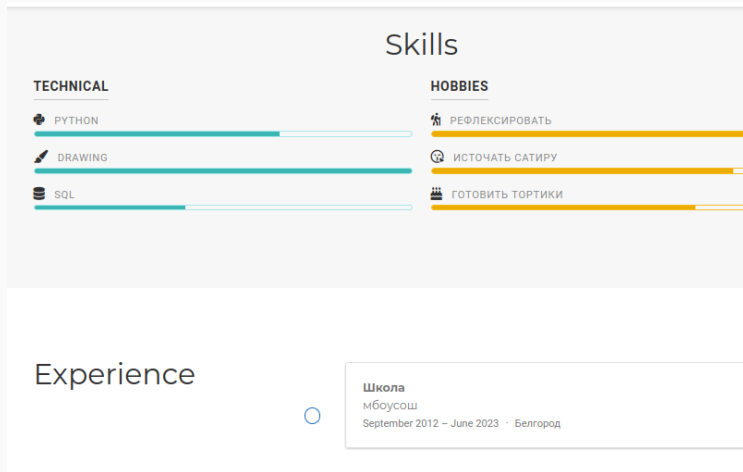 Skills
TECHNICAL
PYTHON
DRAWING
SQL
HOBBIES
РЕФЛЕКСИРОВАТЬ
ИСТОЧАТЬ САТИРУ
ГОТОВИТЬ ТОРТИКИ
Experience
Школа
мбоусош
September 2012 – June 2023 · Белгород